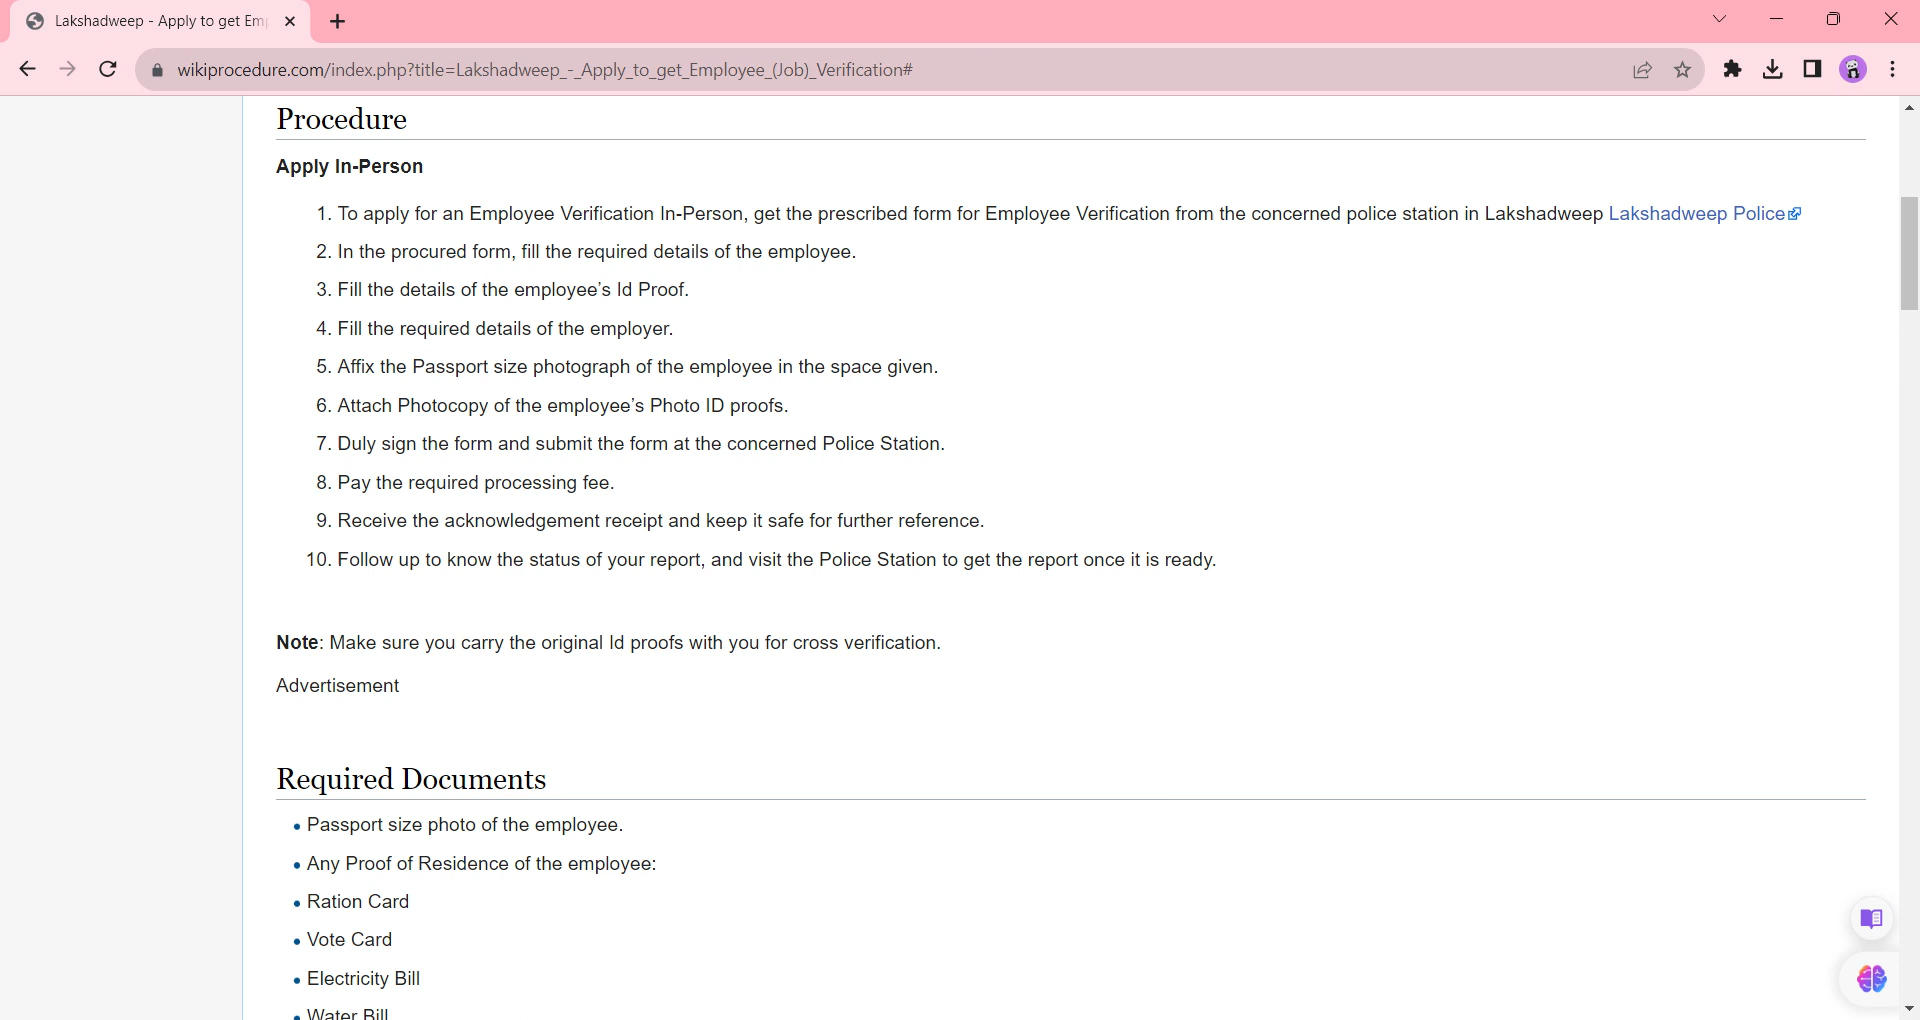 Lakshadweep - Apply to get Em
wikiprocedure.com/index.php?title=Lakshadweep_-_Apply_to_get_Employee_(Job)_Verification#
Procedure
Apply In-Person
1. To apply for an Employee Verification In-Person, get the prescribed form for Employee Verification from the concerned police station in Lakshadweep Lakshadweep Police
2. In the procured form, fill the required details of the employee.
3. Fill the details of the employee’s Id Proof.
4. Fill the required details of the employer.
5. Affix the Passport size photograph of the employee in the space given.
6. Attach Photocopy of the employee’s Photo ID proofs.
7. Duly sign the form and submit the form at the concerned Police Station.
8. Pay the required processing fee.
9. Receive the acknowledgement receipt and keep it safe for further reference.
10. Follow up to know the status of your report, and visit the Police Station to get the report once it is ready.
Note: Make sure you carry the original Id proofs with you for cross verification.
Advertisement
Required Documents
• Passport size photo of the employee.
• Any Proof of Residence of the employee:
• Ration Card
• Vote Card
• Electricity Bill
• Water Bill